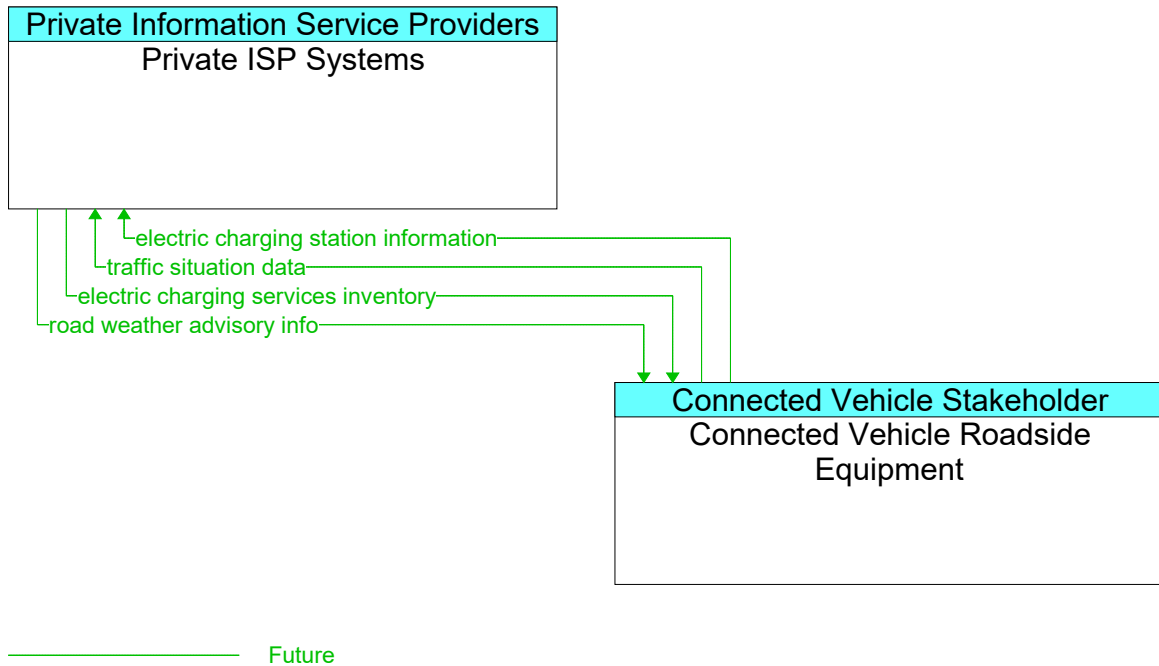 Private Information Service Providers
Private ISP Systems
electric charging station information
traffic situation data
electric charging services inventory
road weather advisory info
Connected Vehicle Stakeholder
Connected Vehicle Roadside
Equipment
Future